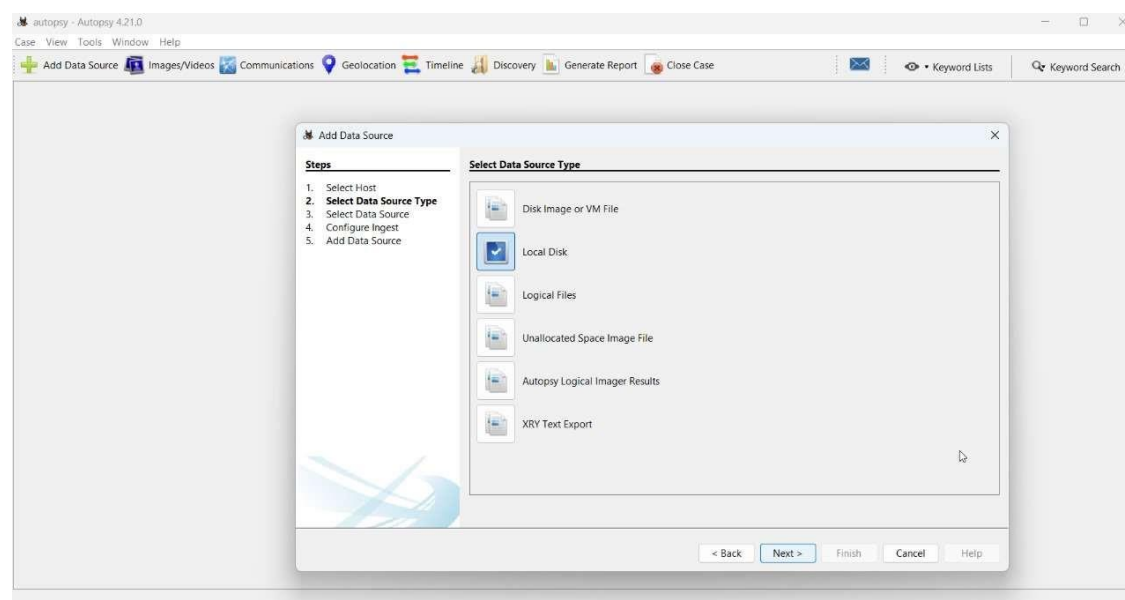 autopsy - Autopsy 4.21.0
Case View Tools Window Help
Add Data Source Images/Videos Communications Geolocation Timeline Discovery Generate Report Close Case Keyword Lists Keyword Search
Add Data Source
Steps
1. Select Host
2. Select Data Source Type
3. Select Data Source
4. Configure Ingest
5. Add Data Source
Select Data Source Type
Disk Image or VM File
Local Disk
Logical Files
Unallocated Space Image File
Autopsy Logical Imager Results
XRY Text Export
< Back Next > Finish Cancel Help